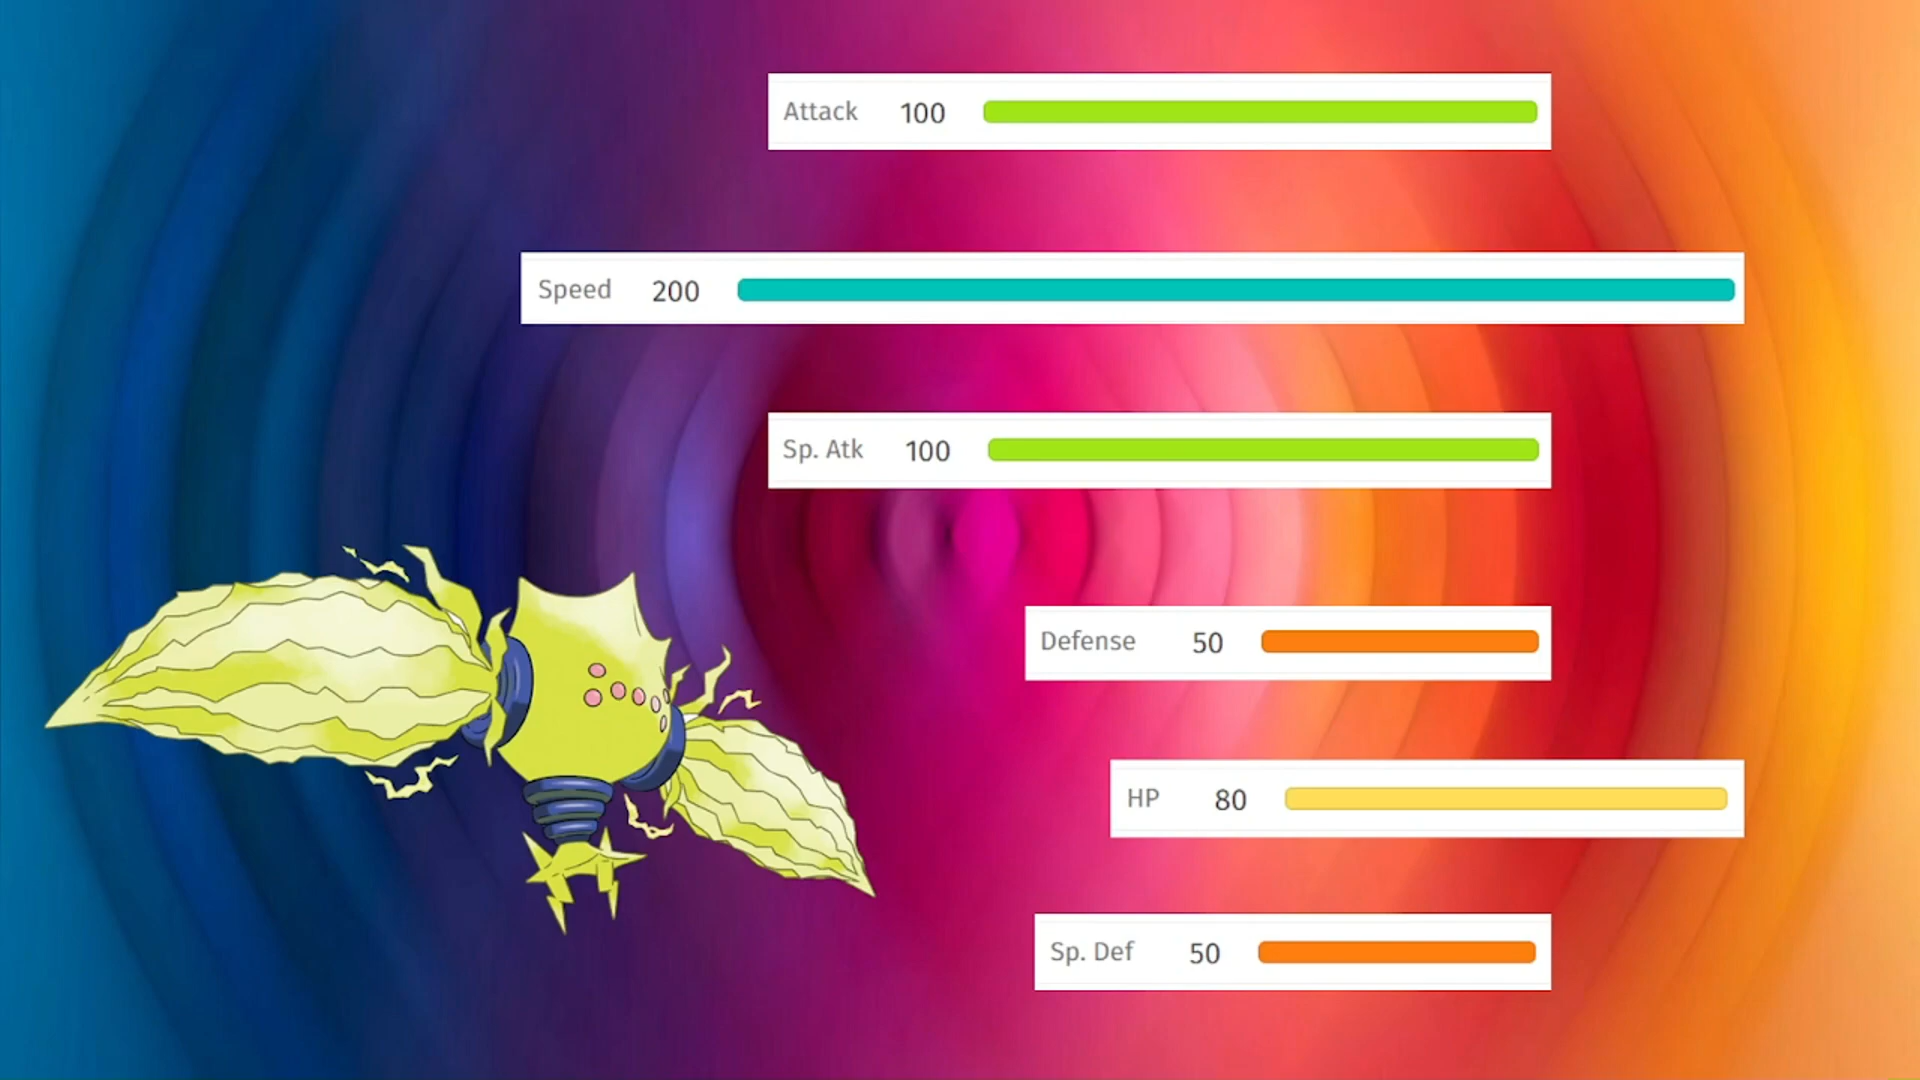 Attack 100
Speed 200
Sp. Atk 100
Defense 50
HP 80
Sp. Def 50